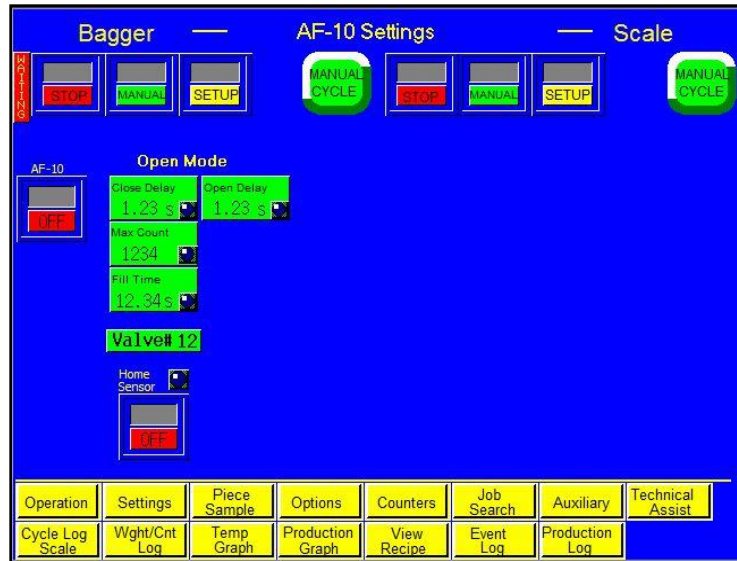 Bagger — AF-10 Settings — Scale
WAITING
STOP MANUAL SETUP MANUAL CYCLE STOP MANUAL SETUP MANUAL CYCLE
AF-10
OFF
Open Mode
Close Delay Open Delay
1.23 s 1.23 s
Max Count
1234
Fill Time
12.34 s
Valve# 12
Home
Sensor
OFF
Operation Settings Piece Sample Options Counters Job Search Auxiliary Technical Assist
Cycle Log Scale Wght/Cnt Log Temp Graph Production Graph View Recipe Event Log Production Log